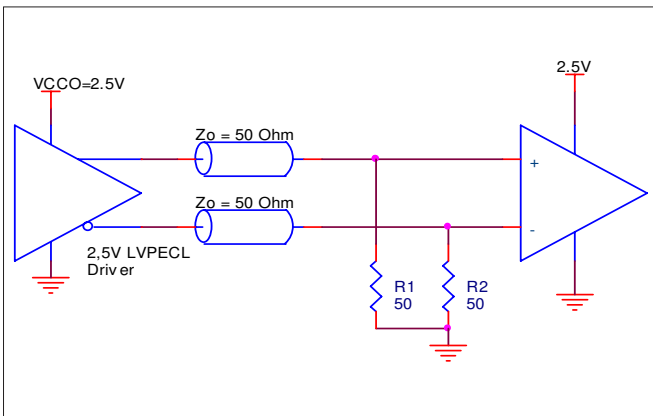 VCCO=2.5V
2.5V
Zo = 50 Ohm
+
Zo = 50 Ohm
-
2,5V LVPECL
Driver
R1
50
R2
50